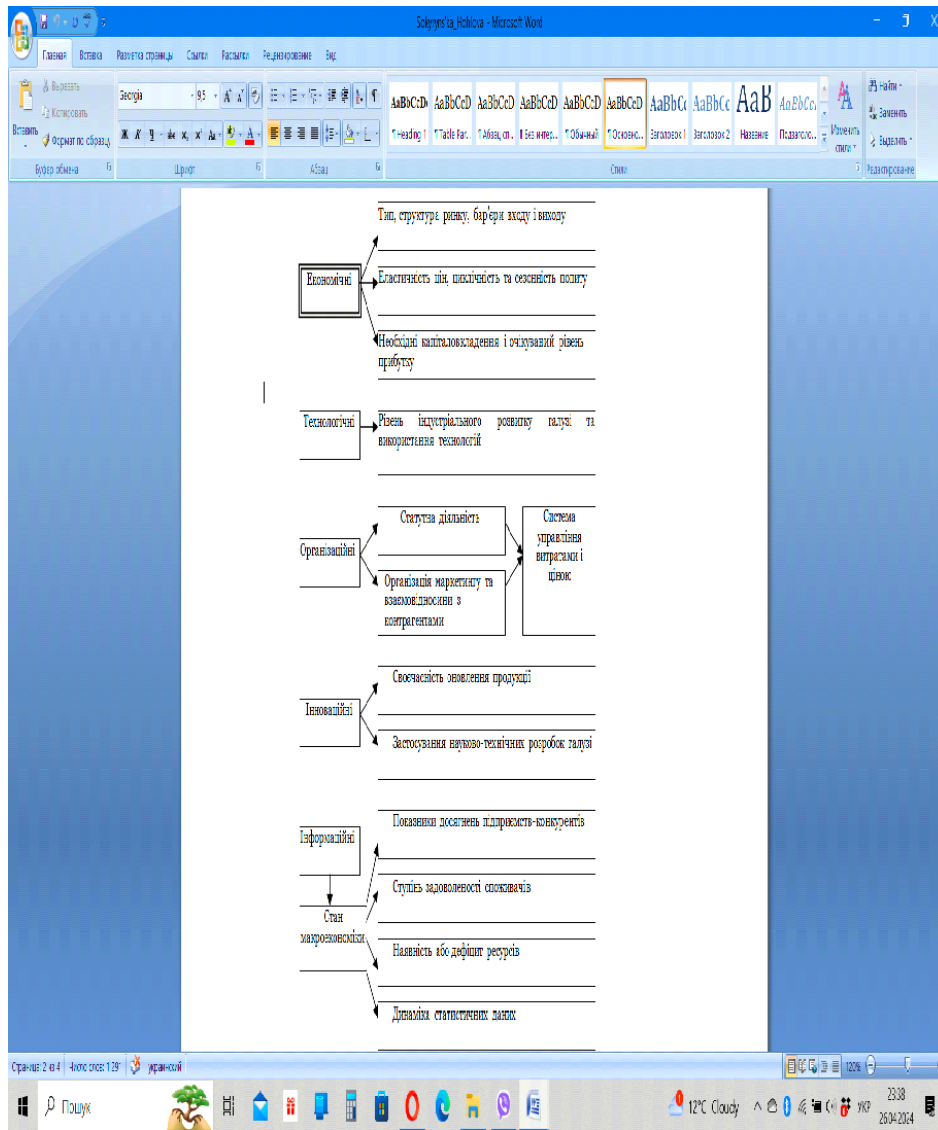 Sokyryns'ka_Hohlova - Microsoft Word
Главная Вставка Разметка страницы Ссылки Рассылки Рецензирование Вид
Вырезать
Копировать
Формат по образцу
Вставить
Буфер обмена
Georgia 9,5
Шрифт
Абзац
AaBbCcD AaBbCcD AaBbCcD AaBbCcD AaBbCcD AaBbCcD AaBbCc AaBbCc АаВ AaBbCc.
Heading 1 Table Par... Абзац сп... Без интер... Обычный Основно... Заголовок 1 Заголовок 2 Название Подзаголо...
Изменить стили
Стили
Найти
Заменить
Выделить
Редактирование
Тип, структура ринку, бар'єри входу і виходу
Економічні
Еластичність цін, циклічність та сезонність попиту
Необхідні капіталовкладення і очікуваний рівень
прибутку
Технологічні
Рівень індустріального розвитку галузі та
використання технологій
Організаційні
Статутна діяльність
Організація маркетингу та
взаємовідносини з
контрагентами
Система
управління
витратами і
ціною
Інноваційні
Своєчасність оновлення продукції
Застосування науково-технічних розробок галузі
Інформаційні
Стан
макроекономіки
Показники досягнень підприємств-конкурентів
Ступінь задоволеності споживачів
Наявність або дефіцит ресурсів
Динаміка статистичних даних
Страница: 2 из 4 Число слов: 1 29 украинский 120%
Пошук
12°C Cloudy УКР
23:38
26.04.2024